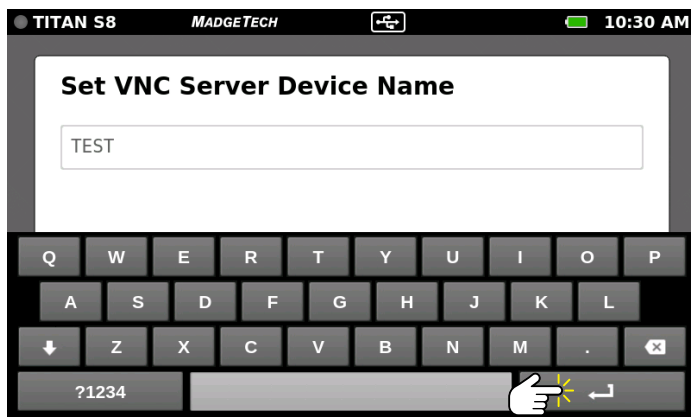 TITAN S8 MADGETECH 10:30 AM
Set VNC Server Device Name
TEST
Q W E R T Y U I O P
A S D F G H J K L
Z X C V B N M .
?1234